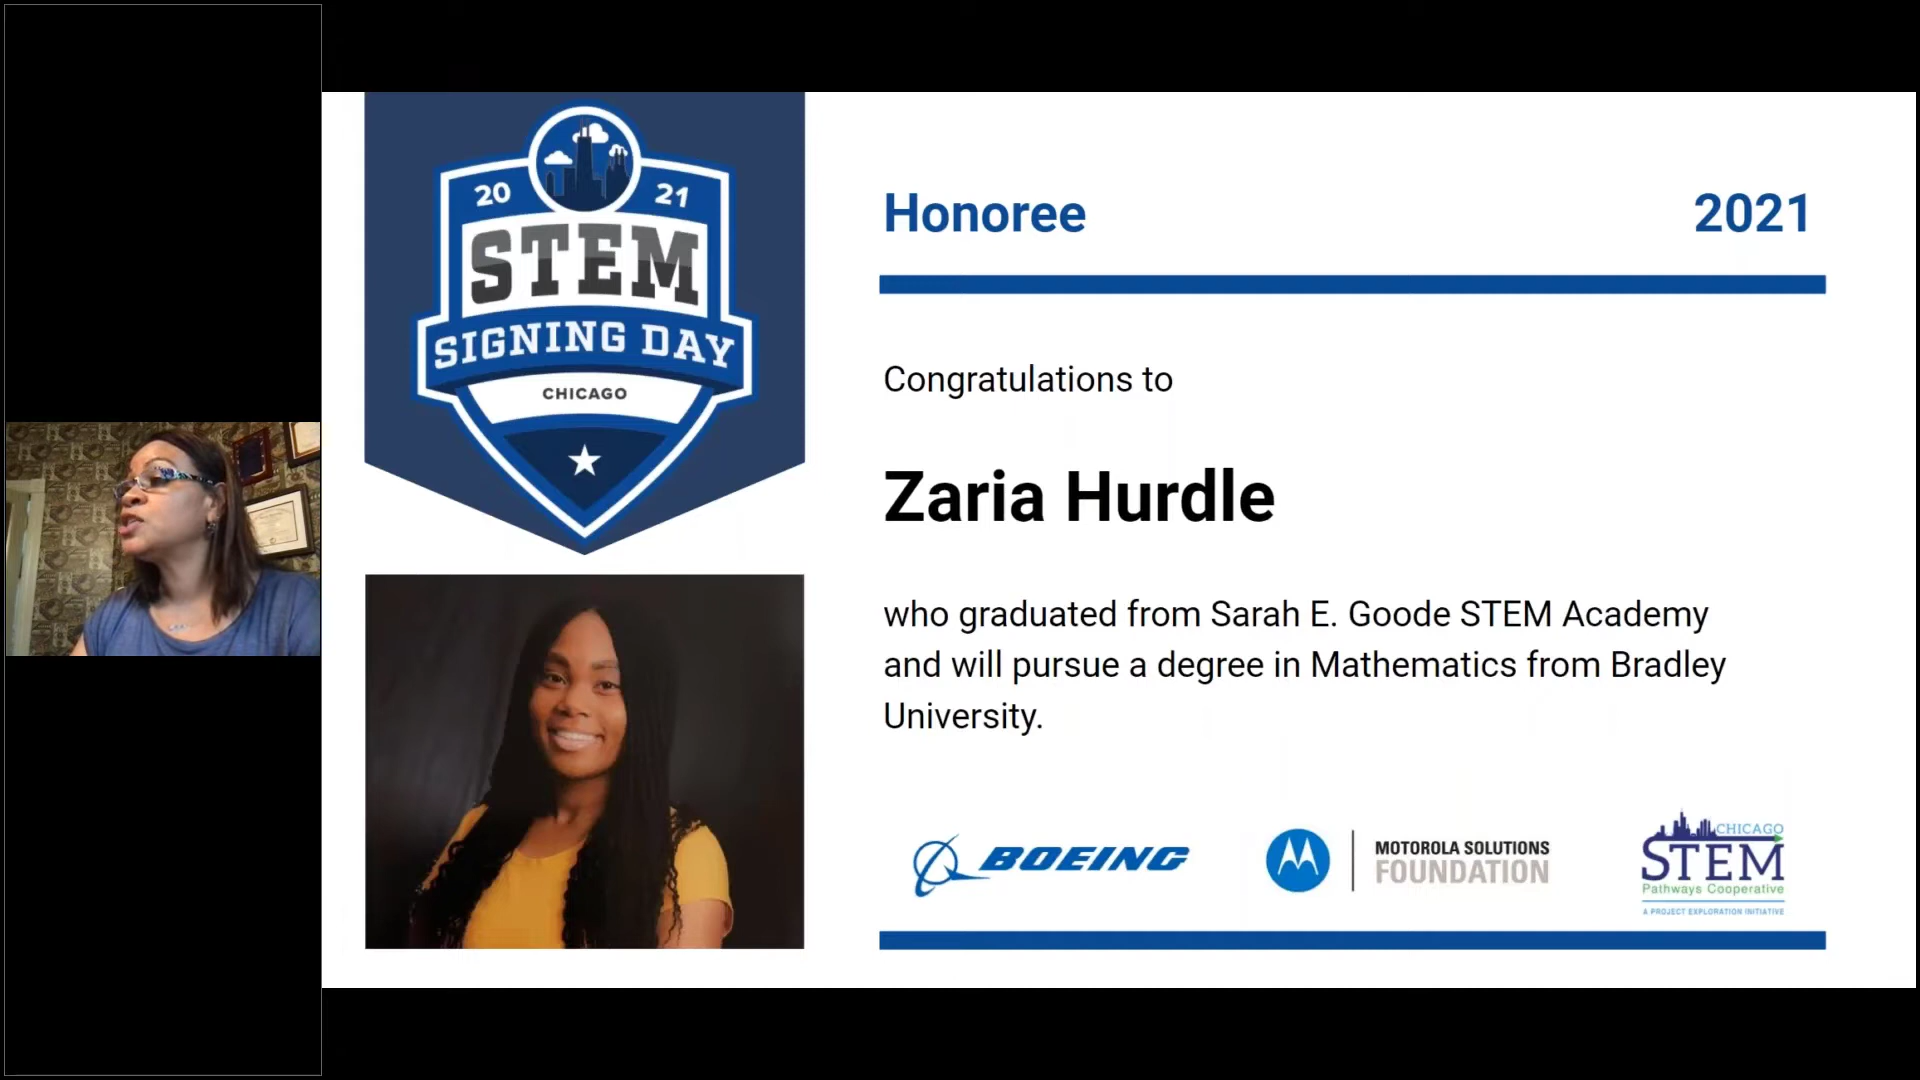 20 21
STEM
SIGNING DAY
CHICAGO
Honoree
2021
Congratulations to
Zaria Hurdle
who graduated from Sarah E. Goode STEM Academy
and will pursue a degree in Mathematics from Bradley
University.
BOEING
MOTOROLA SOLUTIONS
FOUNDATION
CHICAGO
STEM
Pathways Cooperative
A PROJECT EXPLORATION INITIATIVE